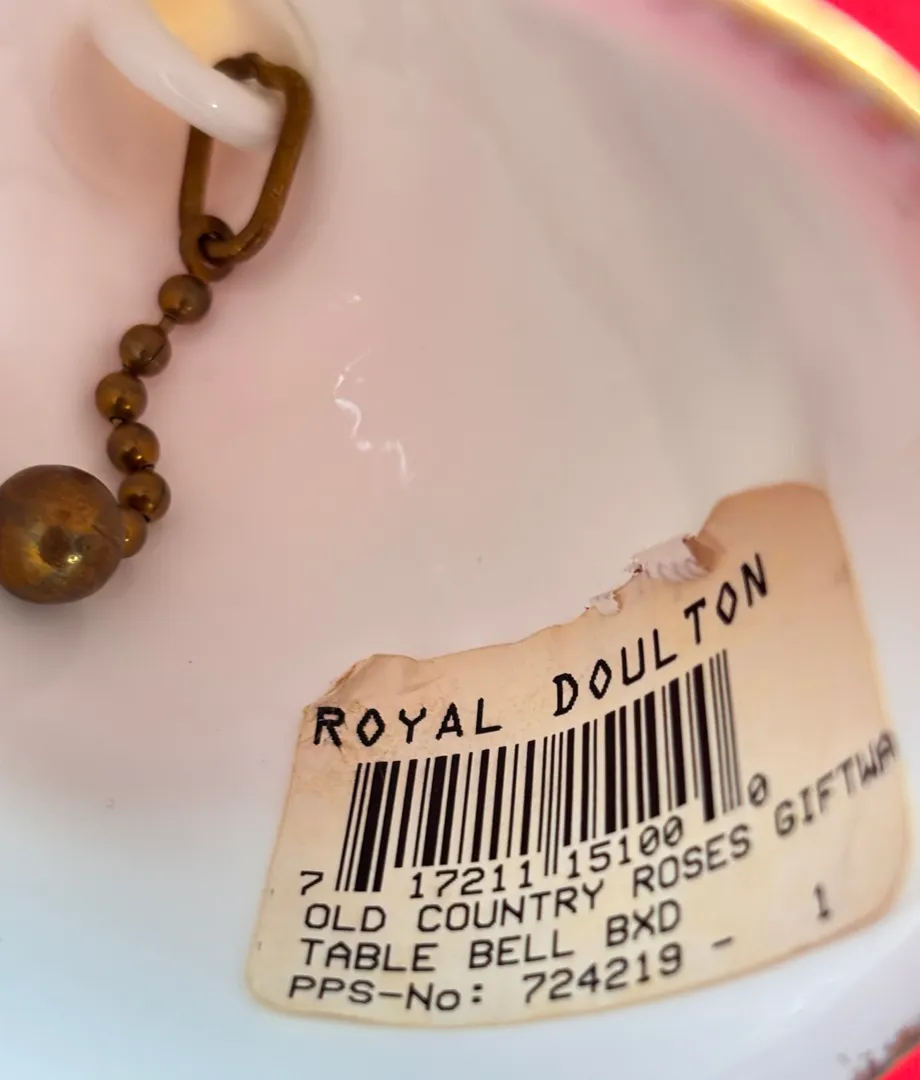 ROYAL DOULTON
7 17211 15100 0
OLD COUNTRY ROSES GIFTWA
TABLE BELL BXD 1
PPS-No: 724219 -